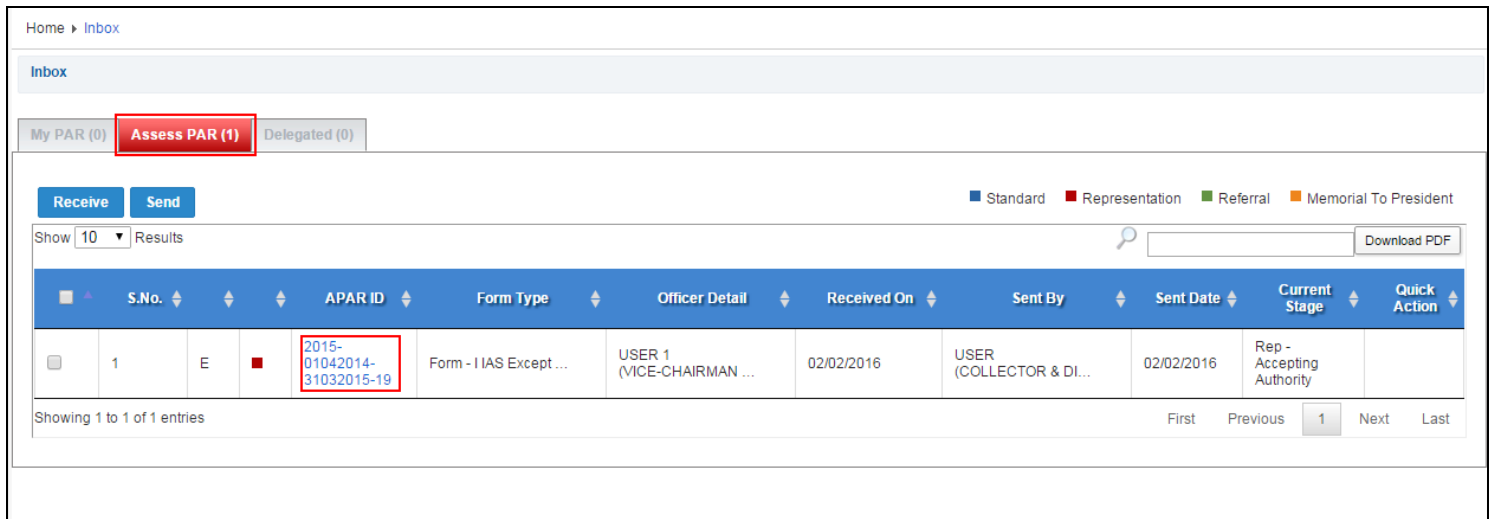 Home ▸ Inbox
Inbox
My PAR (0) Assess PAR (1) Delegated (0)
Receive Send Standard Representation Referral Memorial To President
Show 10 Results Download PDF
S.No. APAR ID Form Type Officer Detail Received On Sent By Sent Date Current Stage Quick Action
1 E 2015-01042014-31032015-19 Form - I IAS Except ... USER 1 (VICE-CHAIRMAN ... 02/02/2016 USER (COLLECTOR & DI... 02/02/2016 Rep - Accepting Authority
Showing 1 to 1 of 1 entries First Previous 1 Next Last